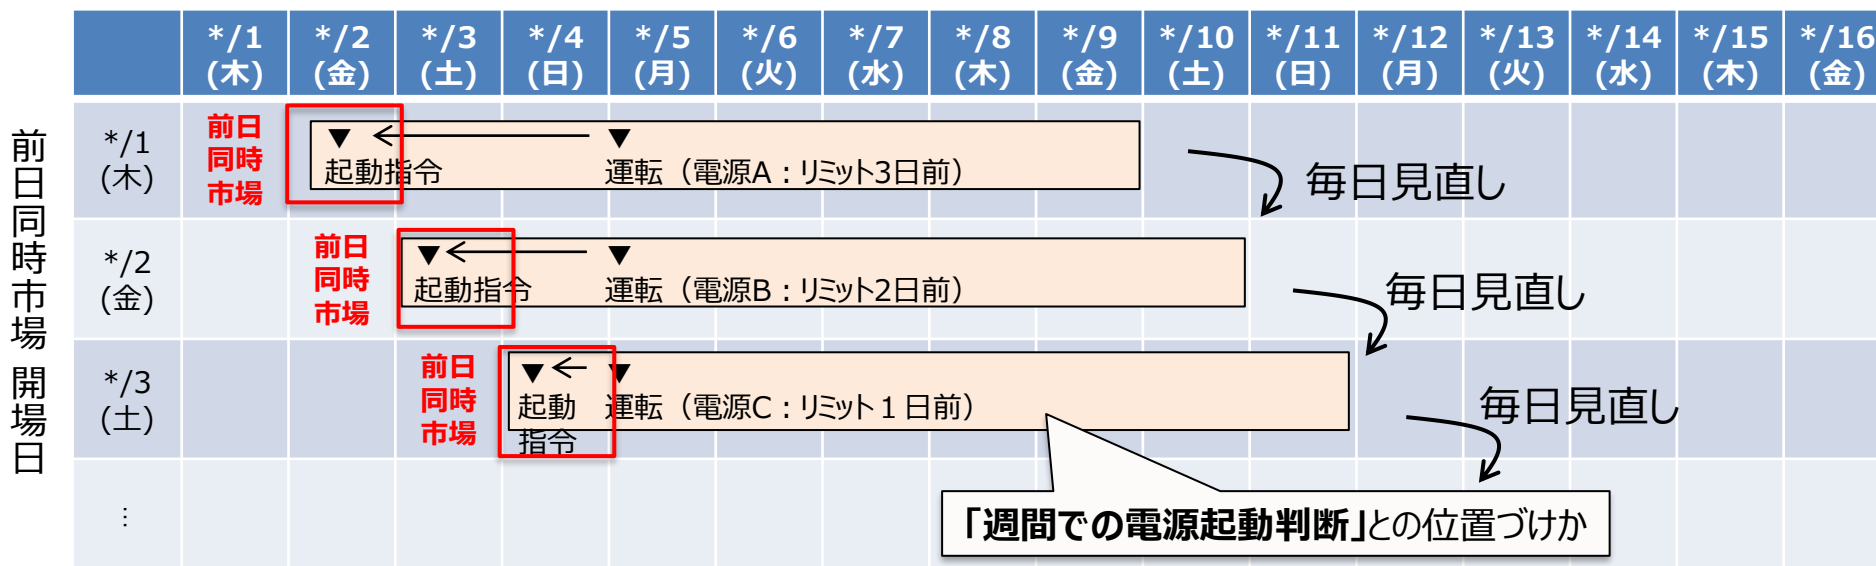 */1 */2 */3 */4 */5 */6 */7 */8 */9 */10 */11 */12 */13 */14 */15 */16
(木) (金) (土) (日) (月) (火) (水) (木) (金) (土) (日) (月) (火) (水) (木) (金)
前日同時市場 開場日
*/1
(木)
前日
同時
市場
▼ ▼
起動指令 運転（電源A：リミット3日前）
毎日見直し
*/2
(金)
前日
同時
市場
▼ ▼
起動指令 運転（電源B：リミット2日前）
毎日見直し
*/3
(土)
前日
同時
市場
▼ ▼
起動 運転（電源C：リミット１日前）
指令
毎日見直し
…
「週間での電源起動判断」との位置づけか